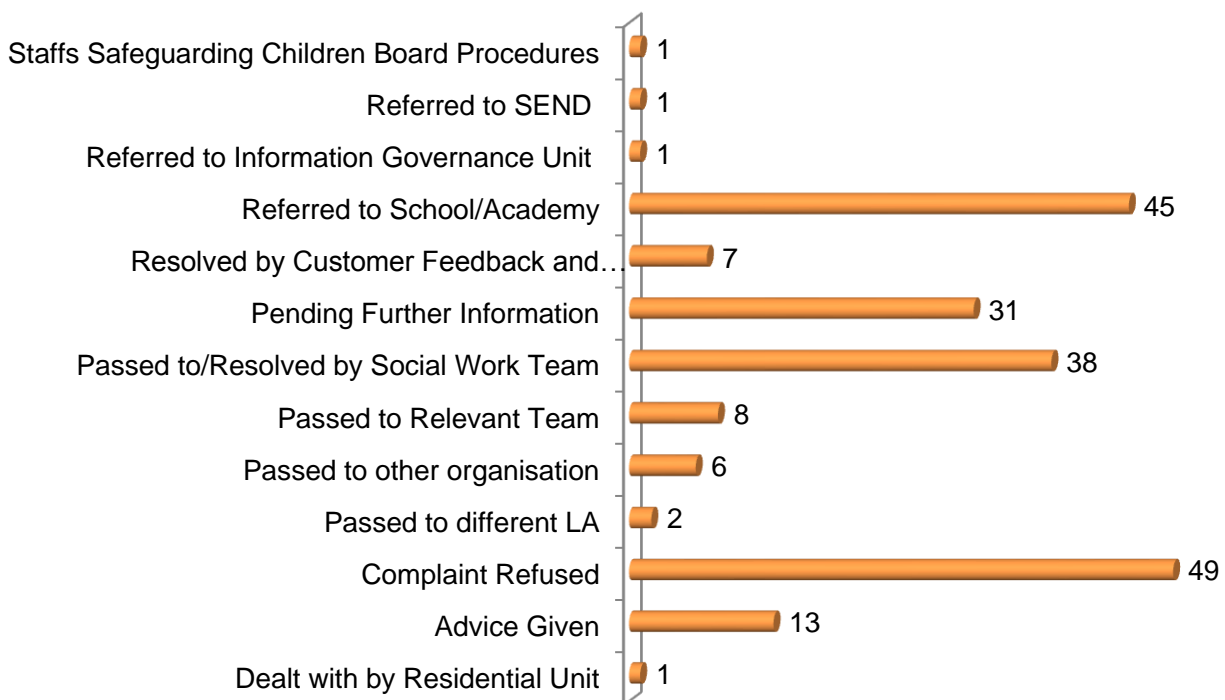 Staffs Safeguarding Children Board Procedures 1
Referred to SEND 1
Referred to Information Governance Unit 1
Referred to School/Academy 45
Resolved by Customer Feedback and… 7
Pending Further Information 31
Passed to/Resolved by Social Work Team 38
Passed to Relevant Team 8
Passed to other organisation 6
Passed to different LA 2
Complaint Refused 49
Advice Given 13
Dealt with by Residential Unit 1